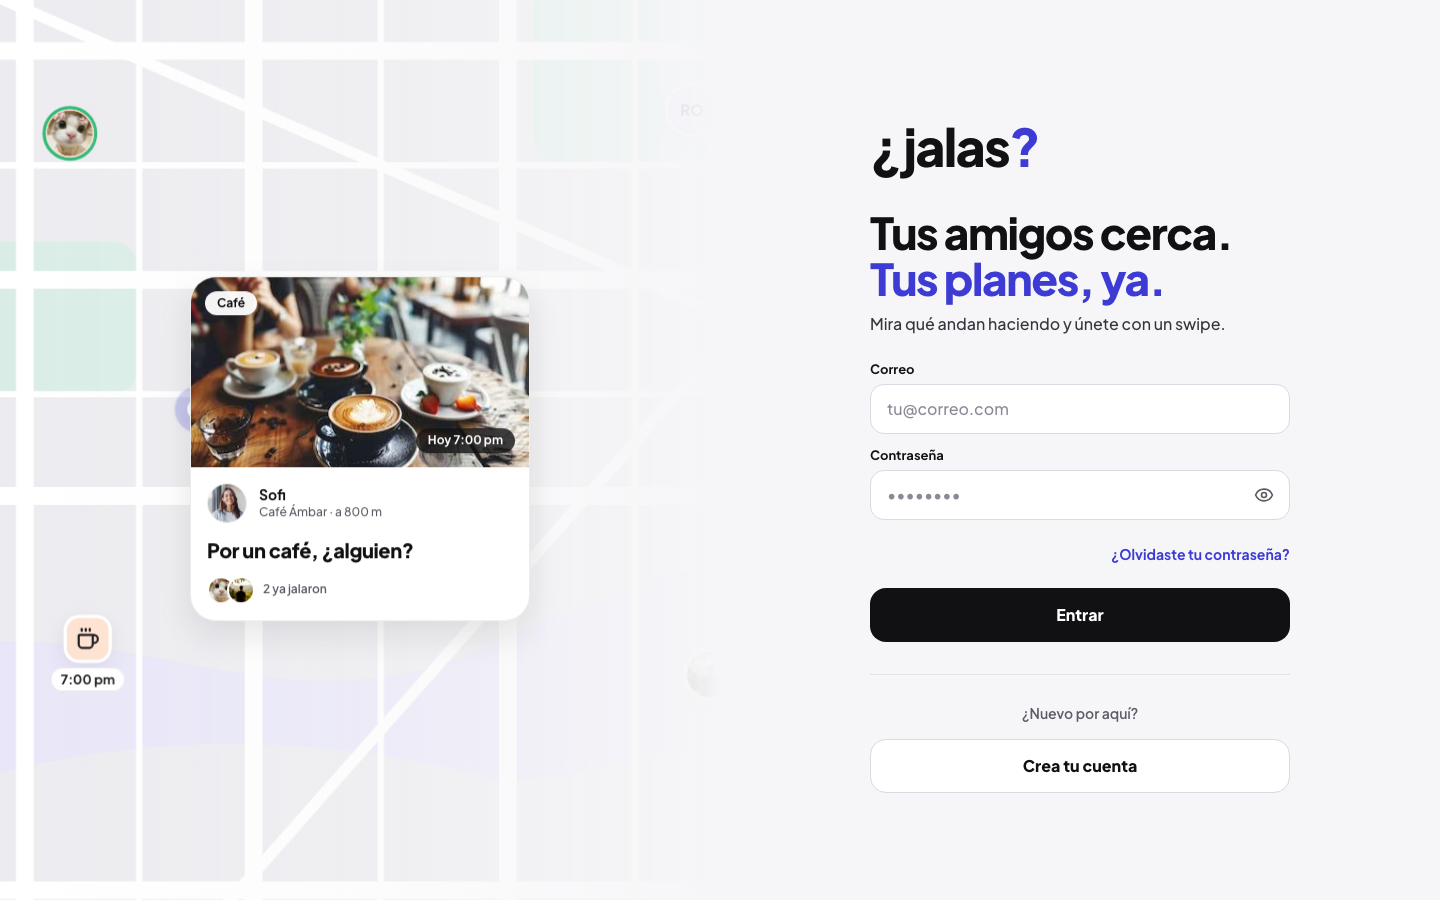 RO
Café
Hoy 7:00 pm
Sofi
Café Ámbar · a 800 m
Por un café, ¿alguien?
2 ya jalaron
7:00 pm
¿jalas?
Tus amigos cerca.
Tus planes, ya.
Mira qué andan haciendo y únete con un swipe.
Correo
tu@correo.com
Contraseña
¿Olvidaste tu contraseña?
Entrar
¿Nuevo por aquí?
Crea tu cuenta